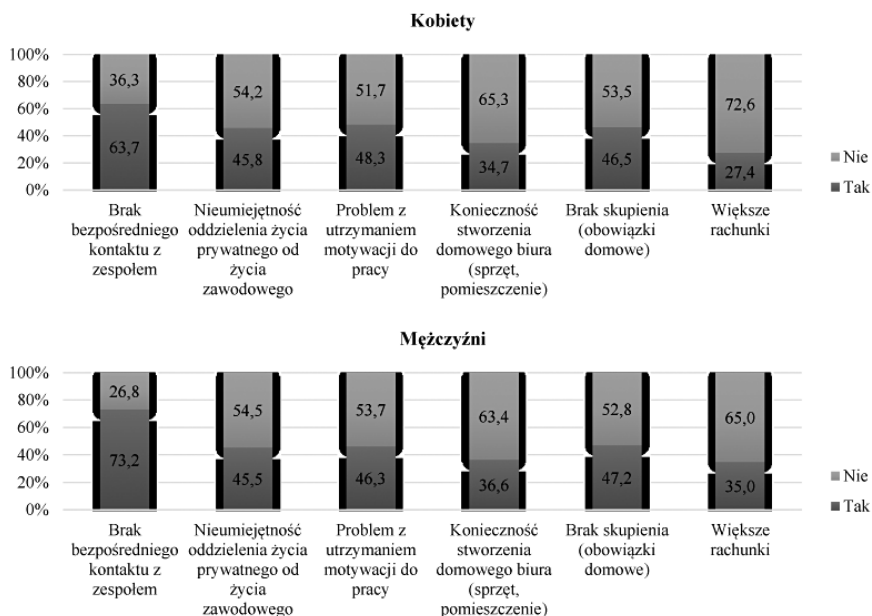 Kobiety
100%
80%
60%
40%
20%
0%
36,3
54,2
51,7
65,3
53,5
72,6
63,7
45,8
48,3
34,7
46,5
27,4
Nie
Tak
Brak
bezpośredniego
kontaktu z
zespołem
Nieumiejętność
oddzielenia życia
prywatnego od
życia
zawodowego
Problem z
utrzymaniem
motywacji do
pracy
Konieczność
stworzenia
domowego biura
(sprzęt,
pomieszczenie)
Brak skupienia
(obowiązki
domowe)
Większe
rachunki
Mężczyźni
100%
80%
60%
40%
20%
0%
26,8
54,5
53,7
63,4
52,8
65,0
73,2
45,5
46,3
36,6
47,2
35,0
Nie
Tak
Brak
bezpośredniego
kontaktu z
zespołem
Nieumiejętność
oddzielenia życia
prywatnego od
życia
zawodowego
Problem z
utrzymaniem
motywacji do
pracy
Konieczność
stworzenia
domowego biura
(sprzęt,
pomieszczenie)
Brak skupienia
(obowiązki
domowe)
Większe
rachunki